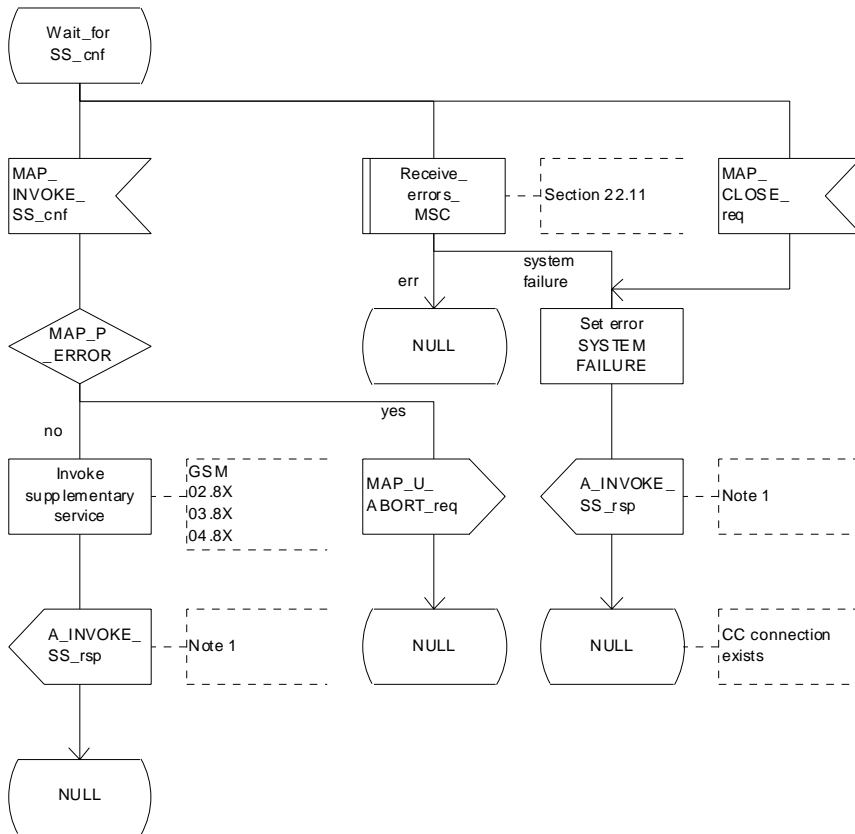 Wait_for
SS_cnf
MAP_
INVOKE_
SS_cnf
Receive_
errors_
MSC
Section 22.11
MAP_
CLOSE_
req
err
system
failure
MAP_P
_ERROR
NULL
Set error
SYSTEM
FAILURE
no
yes
Invoke
supplementary
service
GSM
02.8X
03.8X
04.8X
MAP_U_
ABORT_req
A_INVOKE_
SS_rsp
Note 1
A_INVOKE_
SS_rsp
Note 1
NULL
NULL
CC connection
exists
NULL